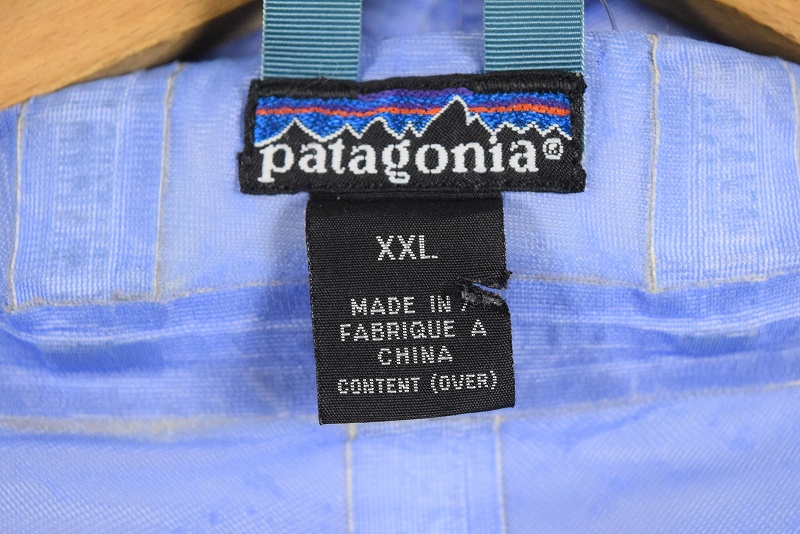 patagonia®
XXL
MADE IN /
FABRIQUE A
CHINA
CONTENT (OVER)